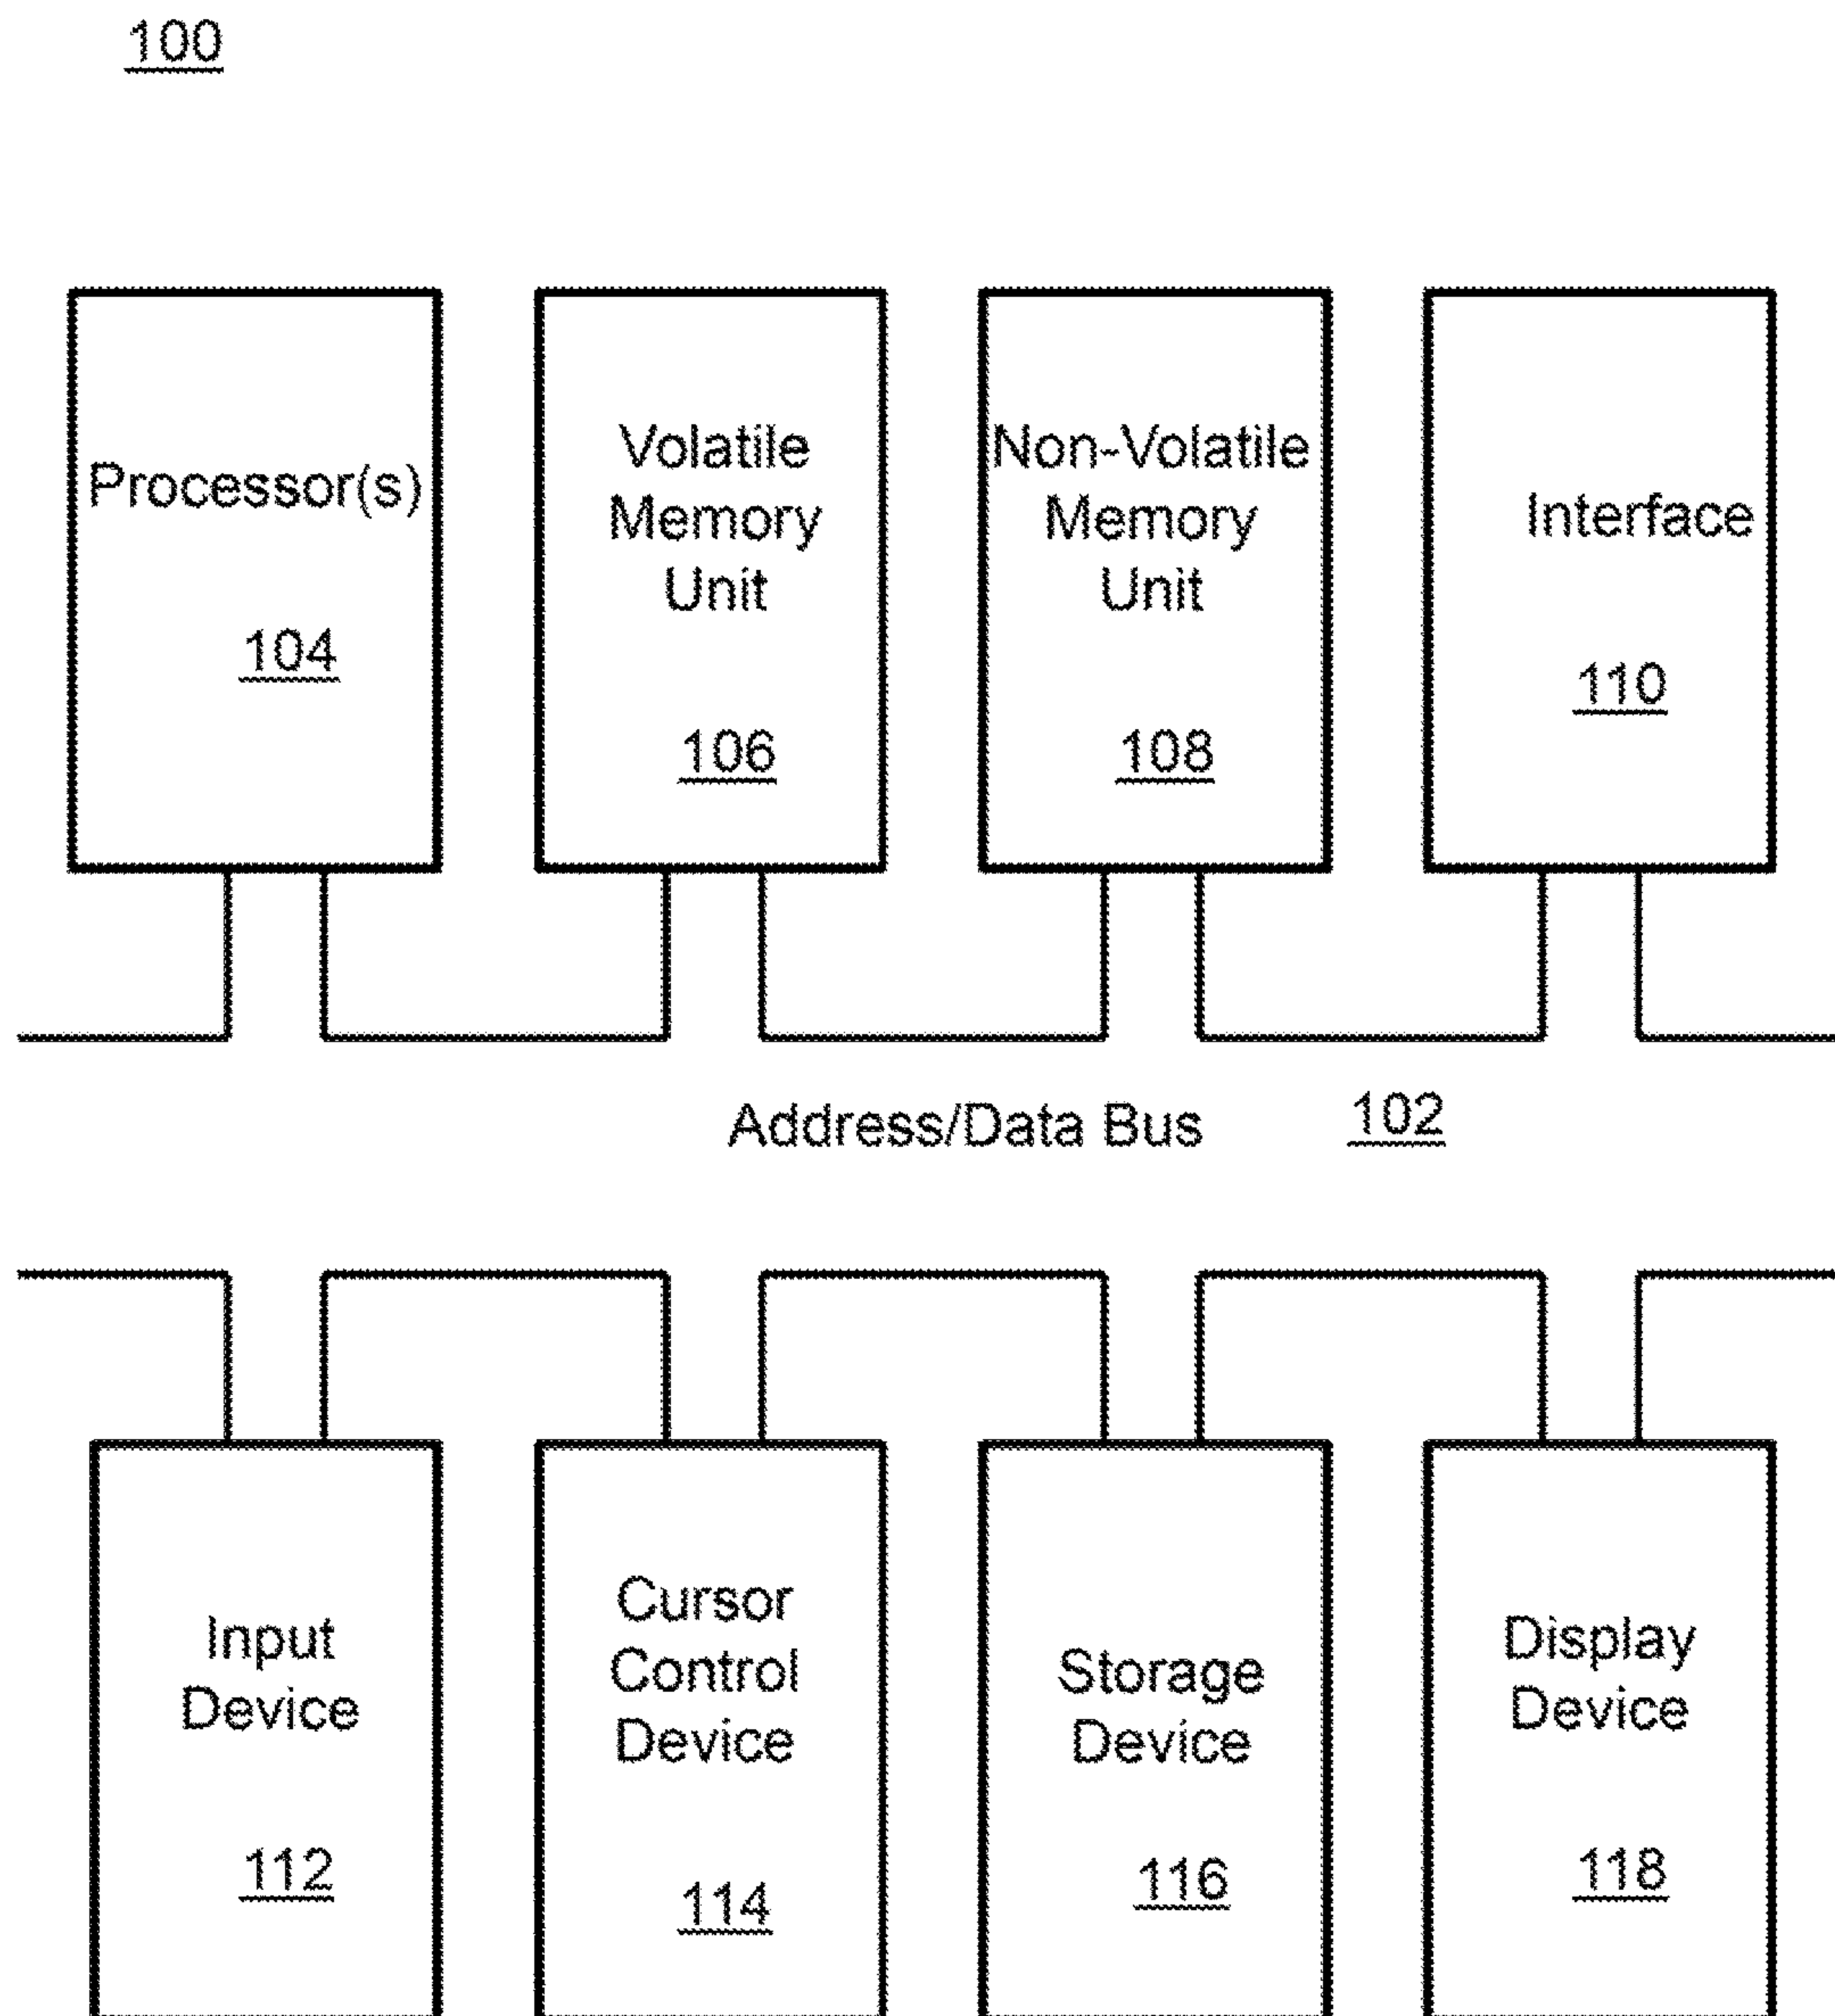 100
Processor(s)
104
Volatile
Memory
Unit
106
Non-Volatile
Memory
Unit
108
Interface
110
Address/Data Bus 102
Input
Device
112
Cursor
Control
Device
114
Storage
Device
116
Display
Device
118